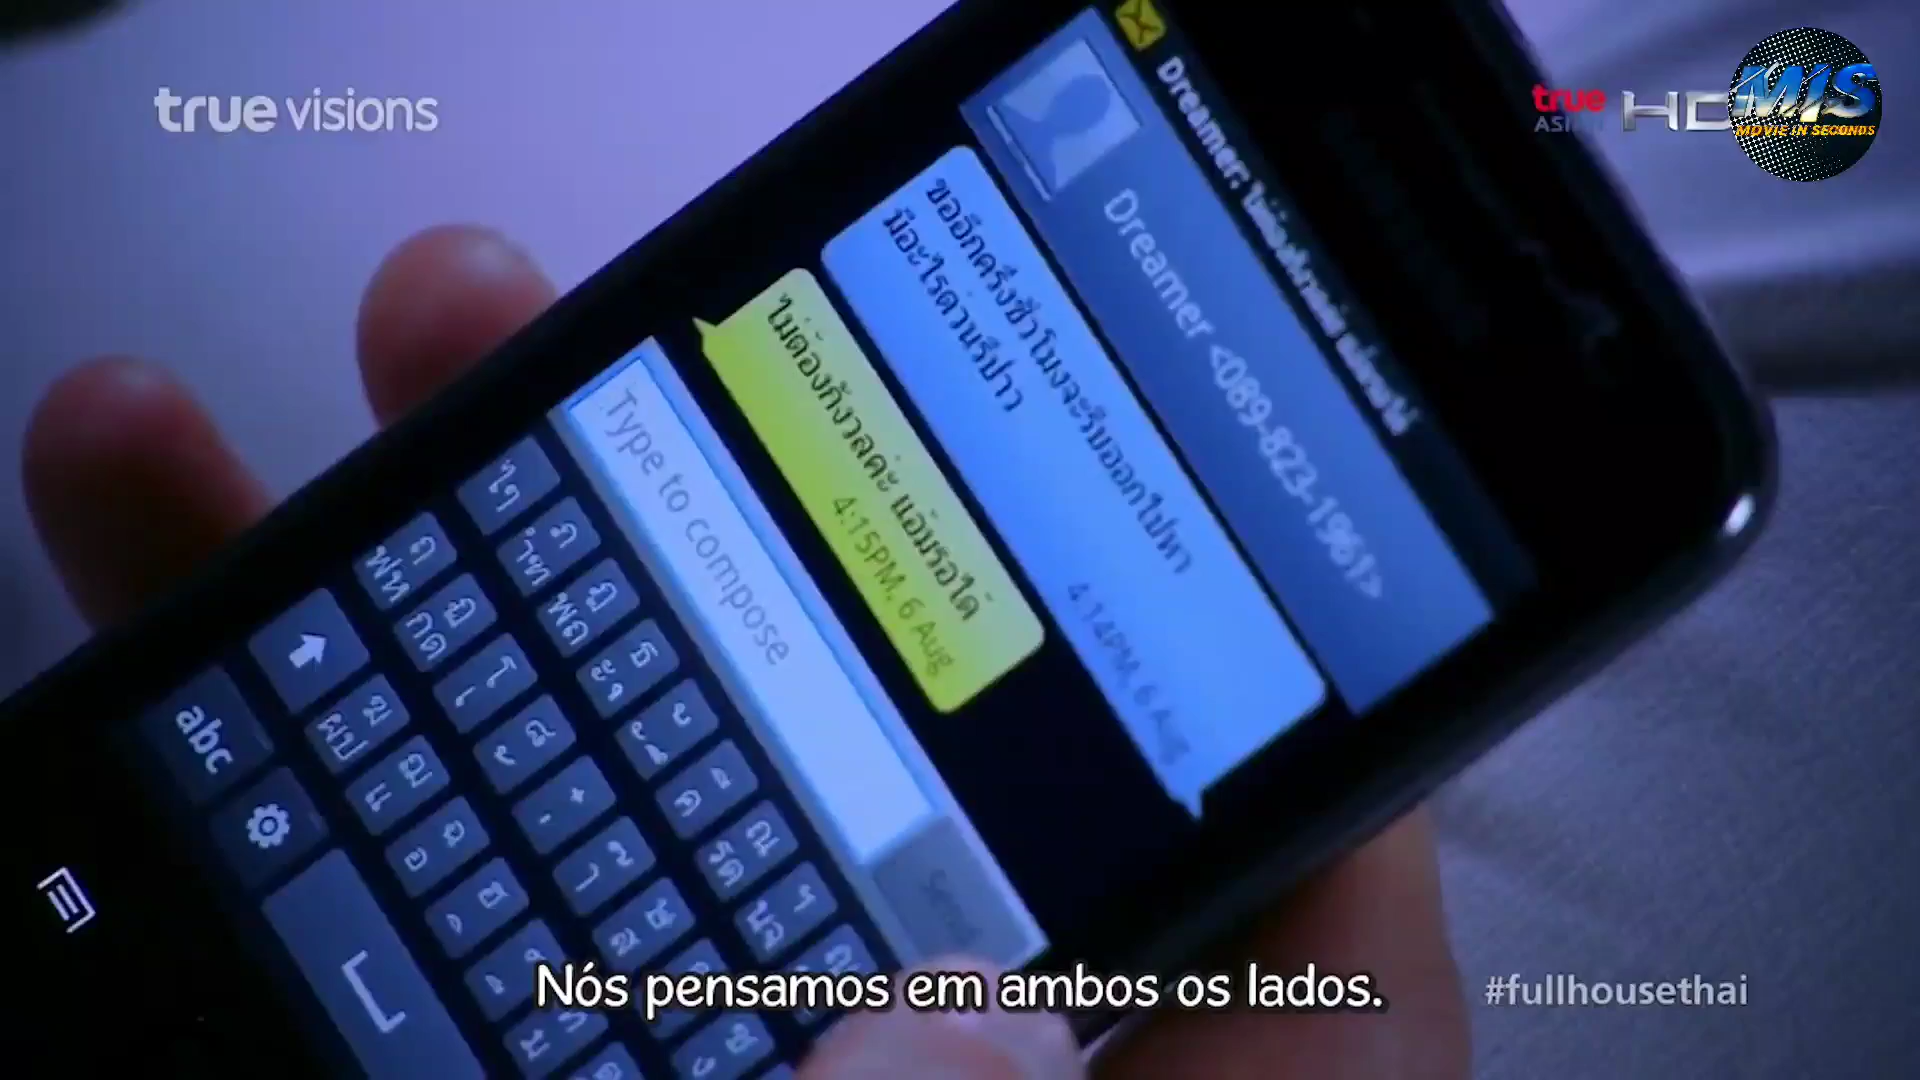 true visions
true
ASIAN HD
MIS
MOVIE IN SECONDS
Dreamer:
Dreamer <089-823-1961>
ขออีกครึ่งชั่วโมงจะรีบออกไปหา
มีอะไรด่วนรึป่าว
4:14PM, 6 Aug
ไม่ต้องกังวลค่ะ แอ้มรอได้
4:15PM, 6 Aug
Type to compose
Send
abc
Nós pensamos em ambos os lados.
#fullhousethai